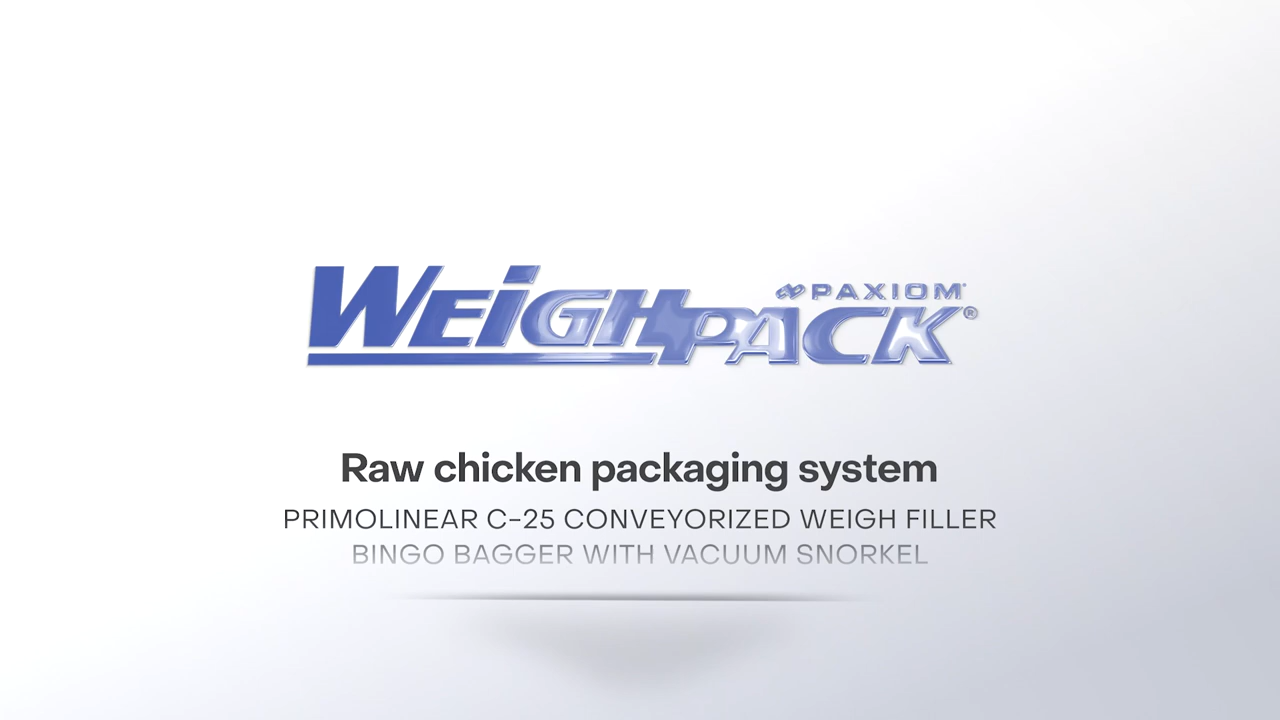 WEiGHPACK®
PAXIOM
Raw chicken packaging system
PRIMOLINEAR C-25 CONVEYORIZED WEIGH FILLER
BINGO BAGGER WITH VACUUM SNORKEL